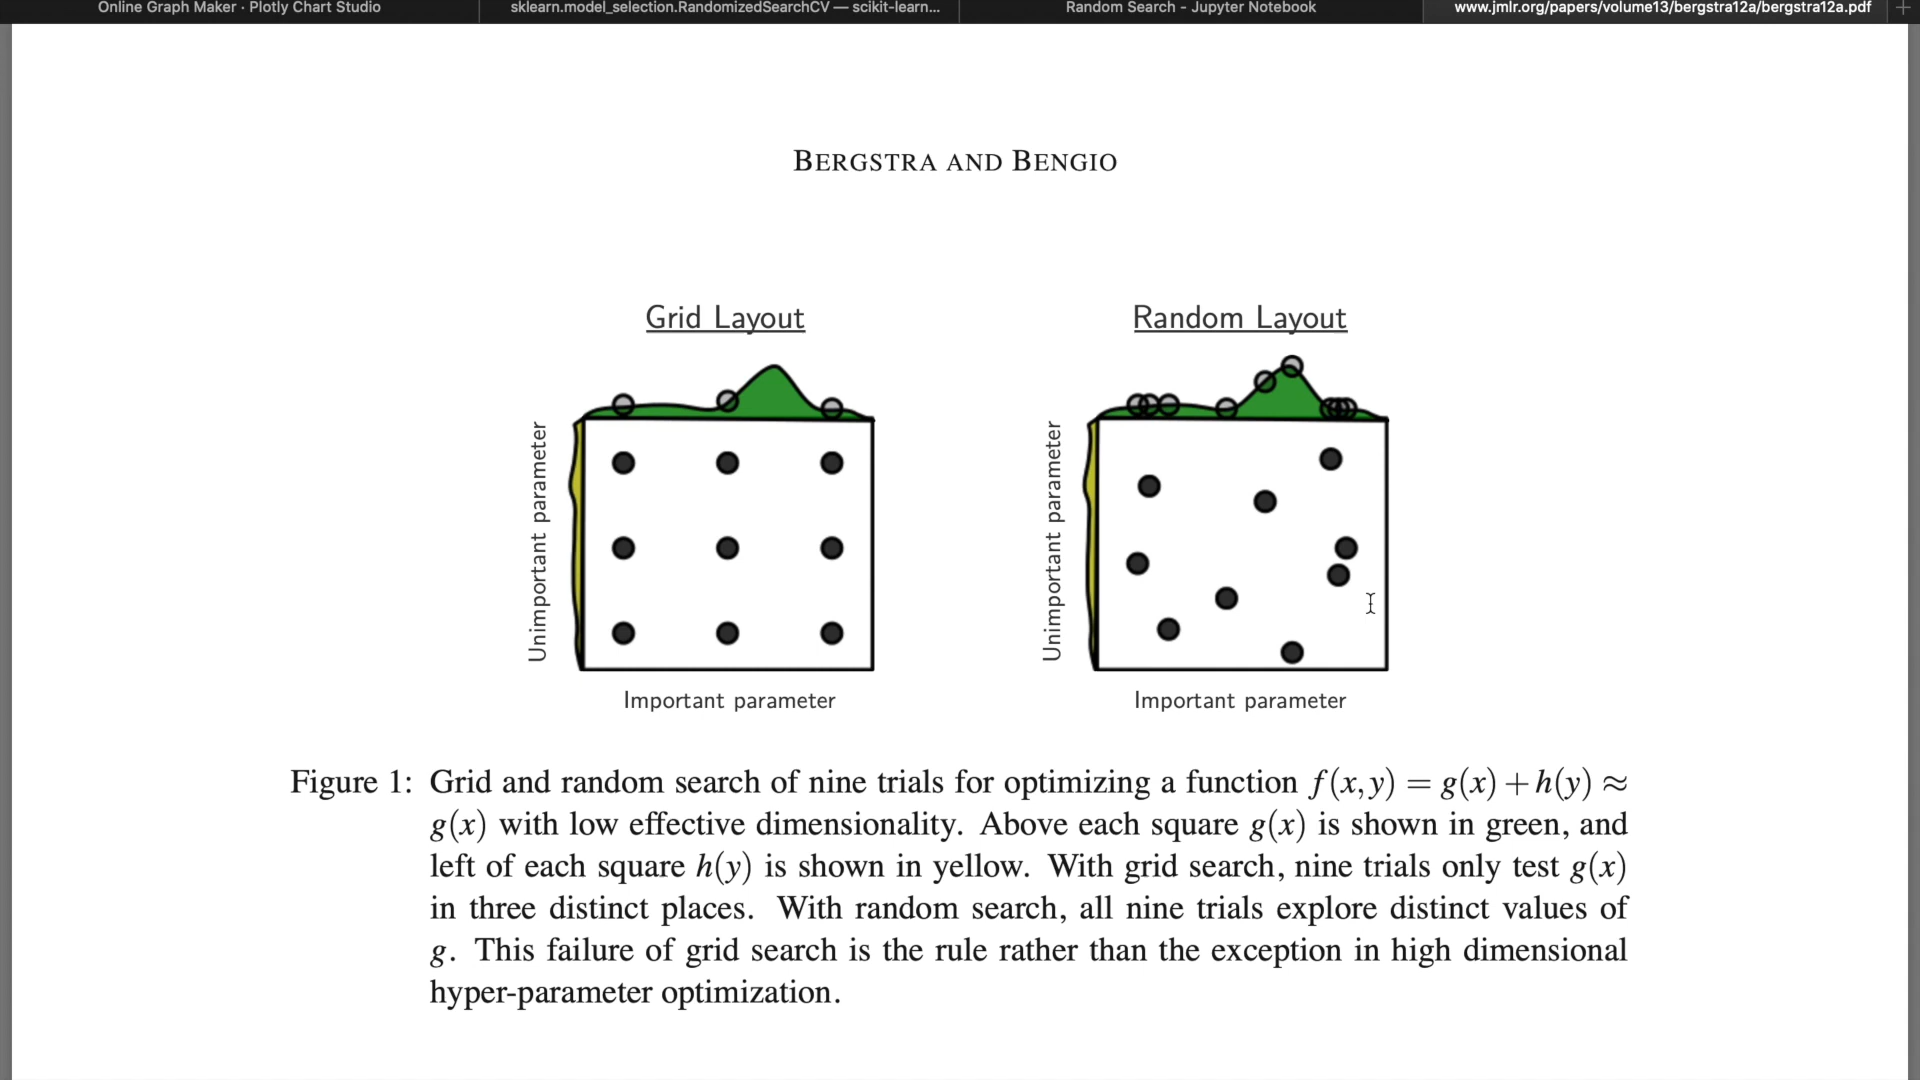 Online Graph Maker · Plotly Chart Studio
sklearn.model_selection.RandomizedSearchCV — scikit-learn...
Random Search - Jupyter Notebook
www.jmlr.org/papers/volume13/bergstra12a/bergstra12a.pdf
BERGSTRA AND BENGIO
Grid Layout
Unimportant parameter
Important parameter
Random Layout
Unimportant parameter
Important parameter
Figure 1: Grid and random search of nine trials for optimizing a function f(x,y) = g(x) + h(y) ≈
g(x) with low effective dimensionality. Above each square g(x) is shown in green, and
left of each square h(y) is shown in yellow. With grid search, nine trials only test g(x)
in three distinct places. With random search, all nine trials explore distinct values of
g. This failure of grid search is the rule rather than the exception in high dimensional
hyper-parameter optimization.